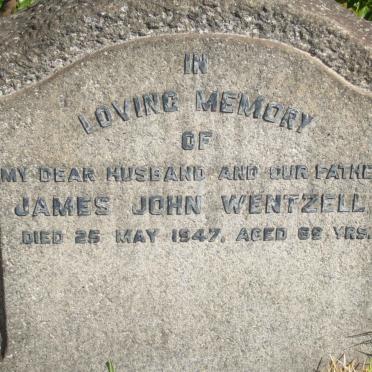 IN
LOVING MEMORY
OF
MY DEAR HUSBAND AND OUR FATHE
JAMES JOHN WENTZELL
DIED 25 MAY 1947, AGED 69 YRS.